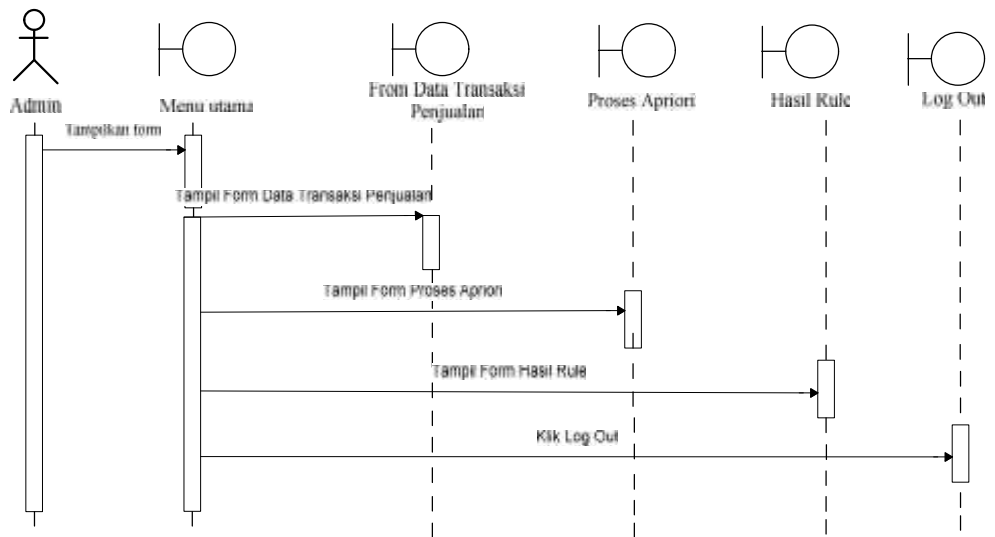 Admin
Menu utama
From Data Transaksi
Penjualan
Proses Apriori
Hasil Rule
Log Out
Tampilkan form
Tampil Form Data Transaksi Penjualan
Tampil Form Proses Apriori
Tampil Form Hasil Rule
Klik Log Out